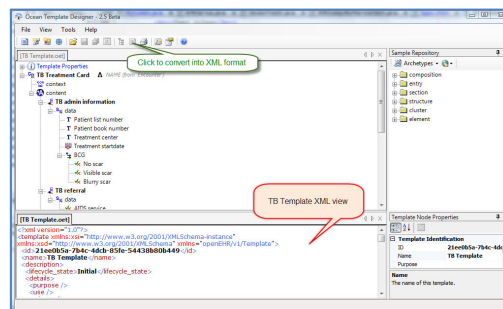 Ocean Template Designer - 2.5 Beta
File View Tools Help
Click to convert into XML format
[TB Template.oet]
Template Properties
TB Treatment Card NAME (from 'Encounter')
context
content
TB admin information
data
T Patient list number
T Patient book number
T Treatment center
Treatment startdate
BCG
No scar
Visible scar
Blurry scar
TB referral
data
AIDS service
Sample Repository
Archetypes
composition
entry
section
structure
cluster
element
TB Template XML view
[TB Template.oet]
<?xml version="1.0"?>
<template xmlns:xsi="http://www.w3.org/2001/XMLSchema-instance"
xmlns:xsd="http://www.w3.org/2001/XMLSchema" xmlns="openEHR/v1/Template">
<id>21ee0b5a-7b4c-4dcb-85fe-54438b80b449</id>
<name>TB Template</name>
<description>
<lifecycle_state>Initial</lifecycle_state>
<details>
<purpose />
<use />
Template Node Properties
Template Identification
ID 21ee0b5a-7b4c-4dc
Name TB Template
Purpose
Name
The name of this template.